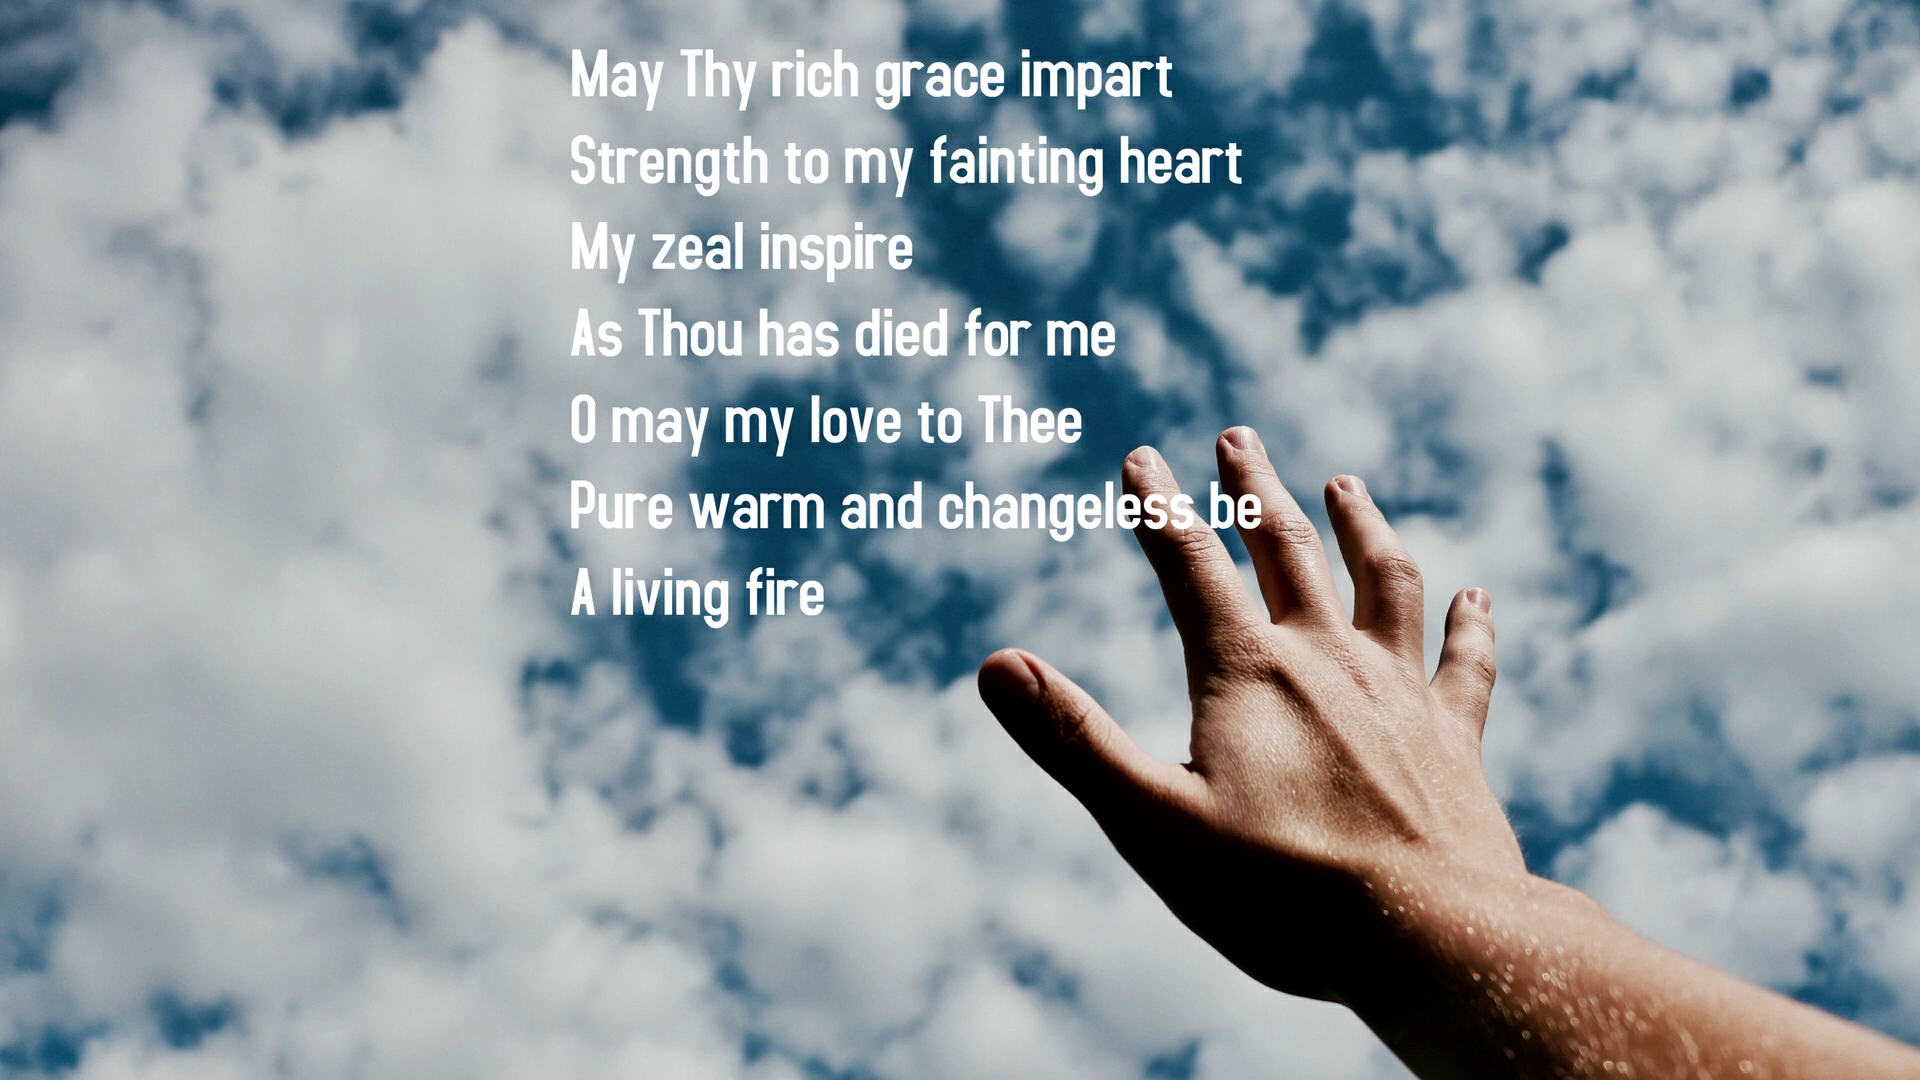 May Thy rich grace impart
Strength to my fainting heart
My zeal inspire
As Thou has died for me
O may my love to Thee
Pure warm and changeless be
A living fire